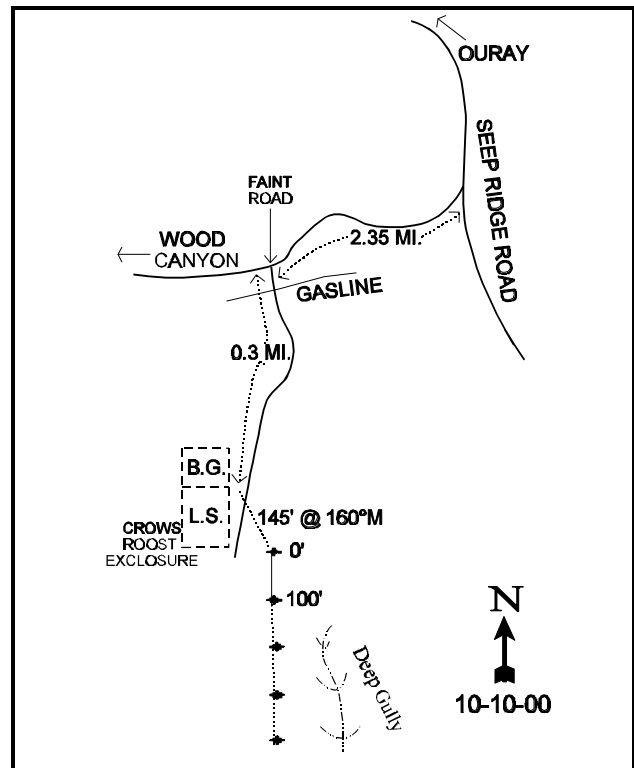 OURAY
SEEP RIDGE ROAD
FAINT
ROAD
WOOD
CANYON
2.35 MI.
GASLINE
0.3 MI.
B.G.
L.S.
145' @ 160°M
CROWS
ROOST
EXCLOSURE
0'
100'
Deep Gully
N
10-10-00